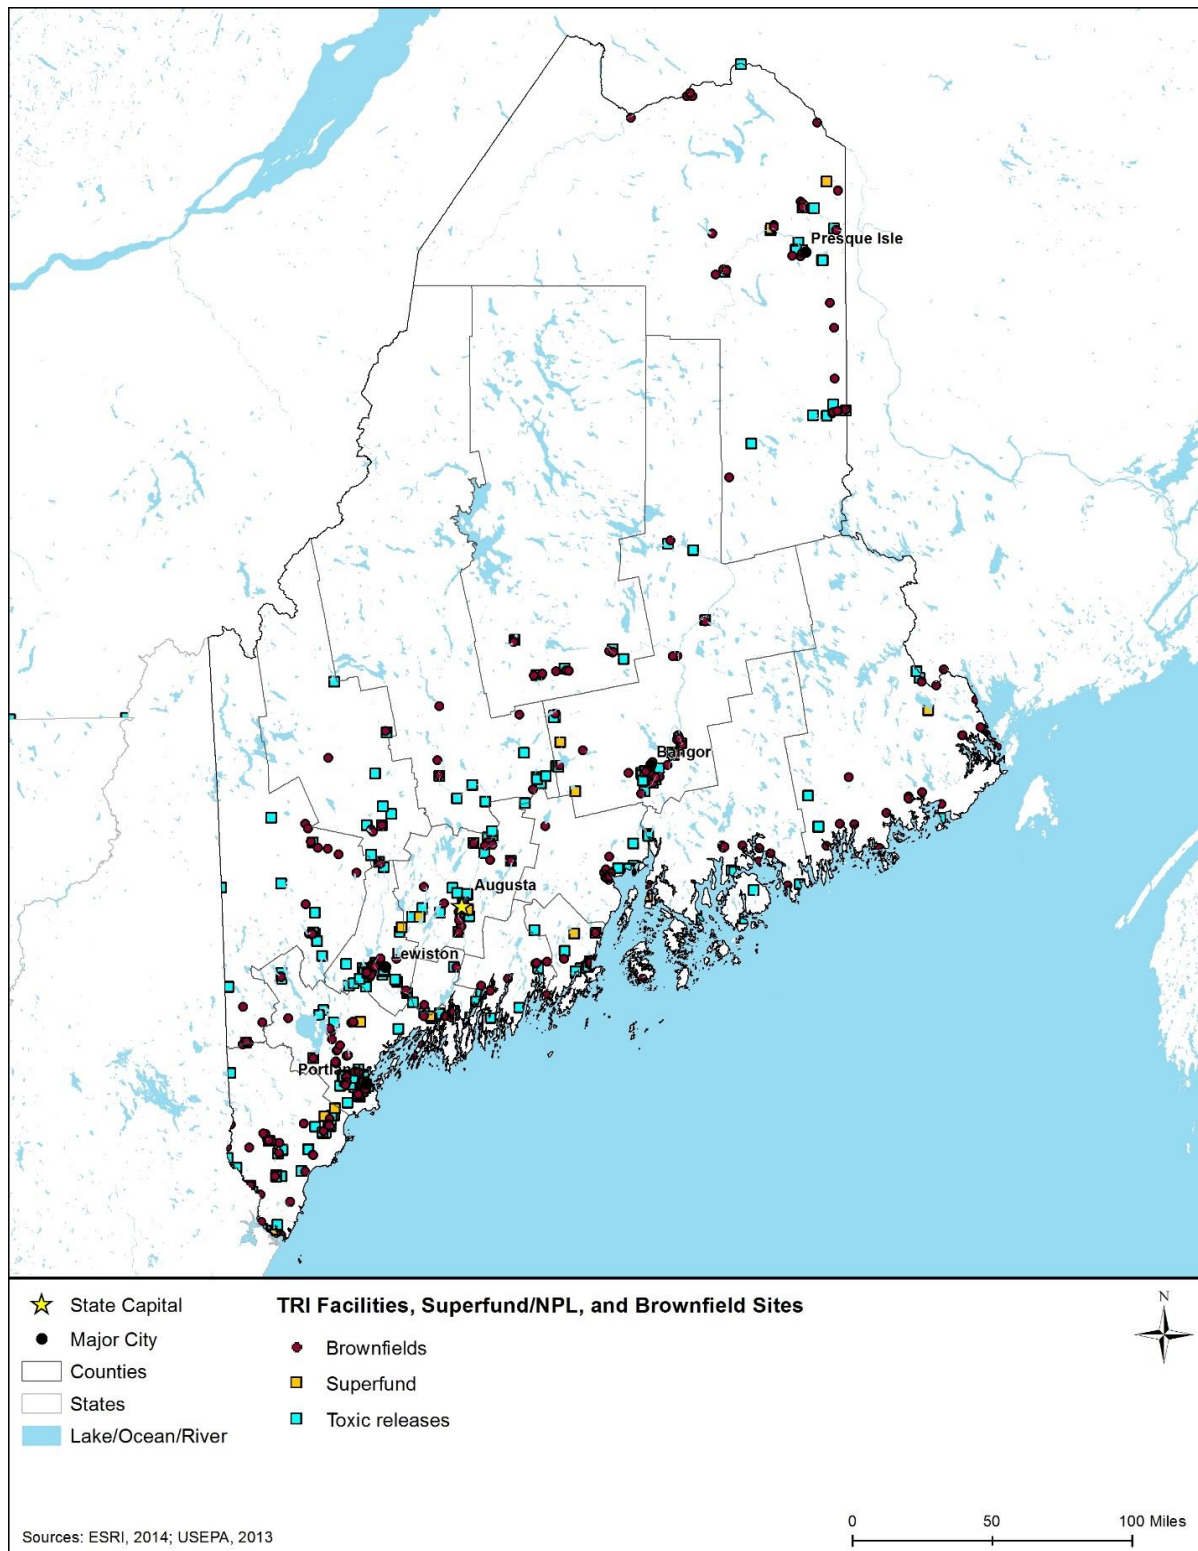 Presque Isle
Bangor
Augusta
Lewiston
Portland
State Capital
Major City
Counties
States
Lake/Ocean/River
TRI Facilities, Superfund/NPL, and Brownfield Sites
Brownfields
Superfund
Toxic releases
N
Sources: ESRI, 2014; USEPA, 2013
0 50 100 Miles